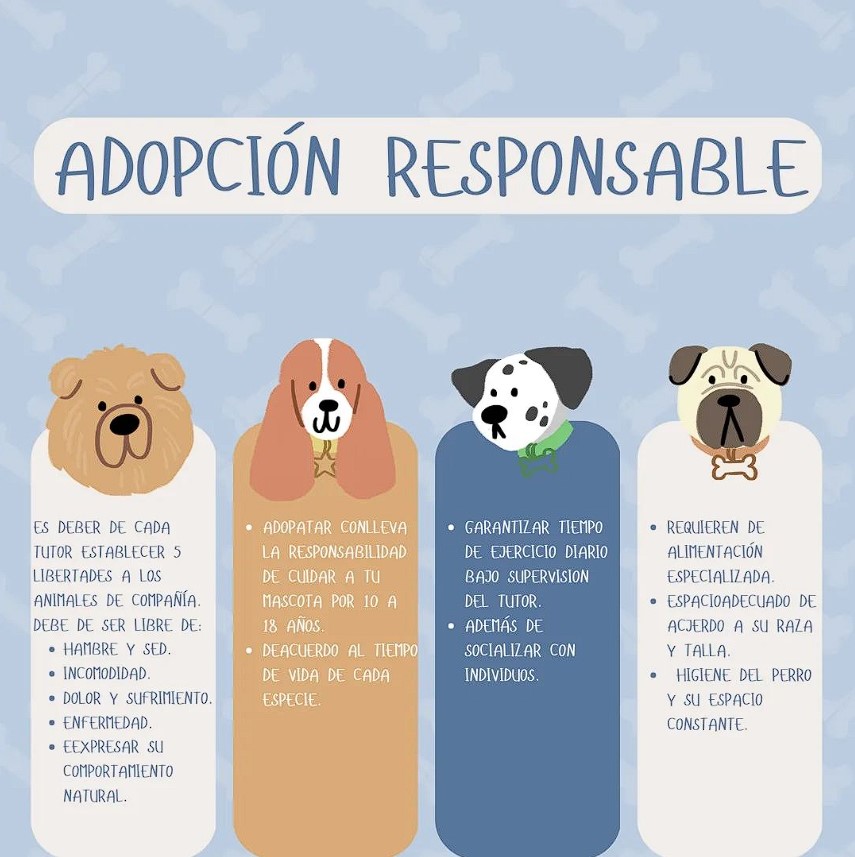 ADOPCIÓN RESPONSABLE
ES DEBER DE CADA
TUTOR ESTABLECER 5
LIBERTADES A LOS
ANIMALES DE COMPAÑÍA.
DEBE DE SER LIBRE DE:
• HAMBRE Y SED.
• INCOMODIDAD.
• DOLOR Y SUFRIMIENTO.
• ENFERMEDAD.
• EEXPRESAR SU
COMPORTAMIENTO
NATURAL.
• ADOPATAR CONLLEVA
LA RESPONSABILIDAD
DE CUIDAR A TU
MASCOTA POR 10 A
18 AÑOS.
• DEACUERDO AL TIEMPO
DE VIDA DE CADA
ESPECIE.
• GARANTIZAR TIEMPO
DE EJERCICIO DIARIO
BAJO SUPERVISION
DEL TUTOR.
• ADEMÁS DE
SOCIALIZAR CON
INDIVIDUOS.
• REQUIEREN DE
ALIMENTACIÓN
ESPECIALIZADA.
• ESPACIOADECUADO DE
ACJERDO A SU RAZA
Y TALLA.
• HIGIENE DEL PERRO
Y SU ESPACIO
CONSTANTE.